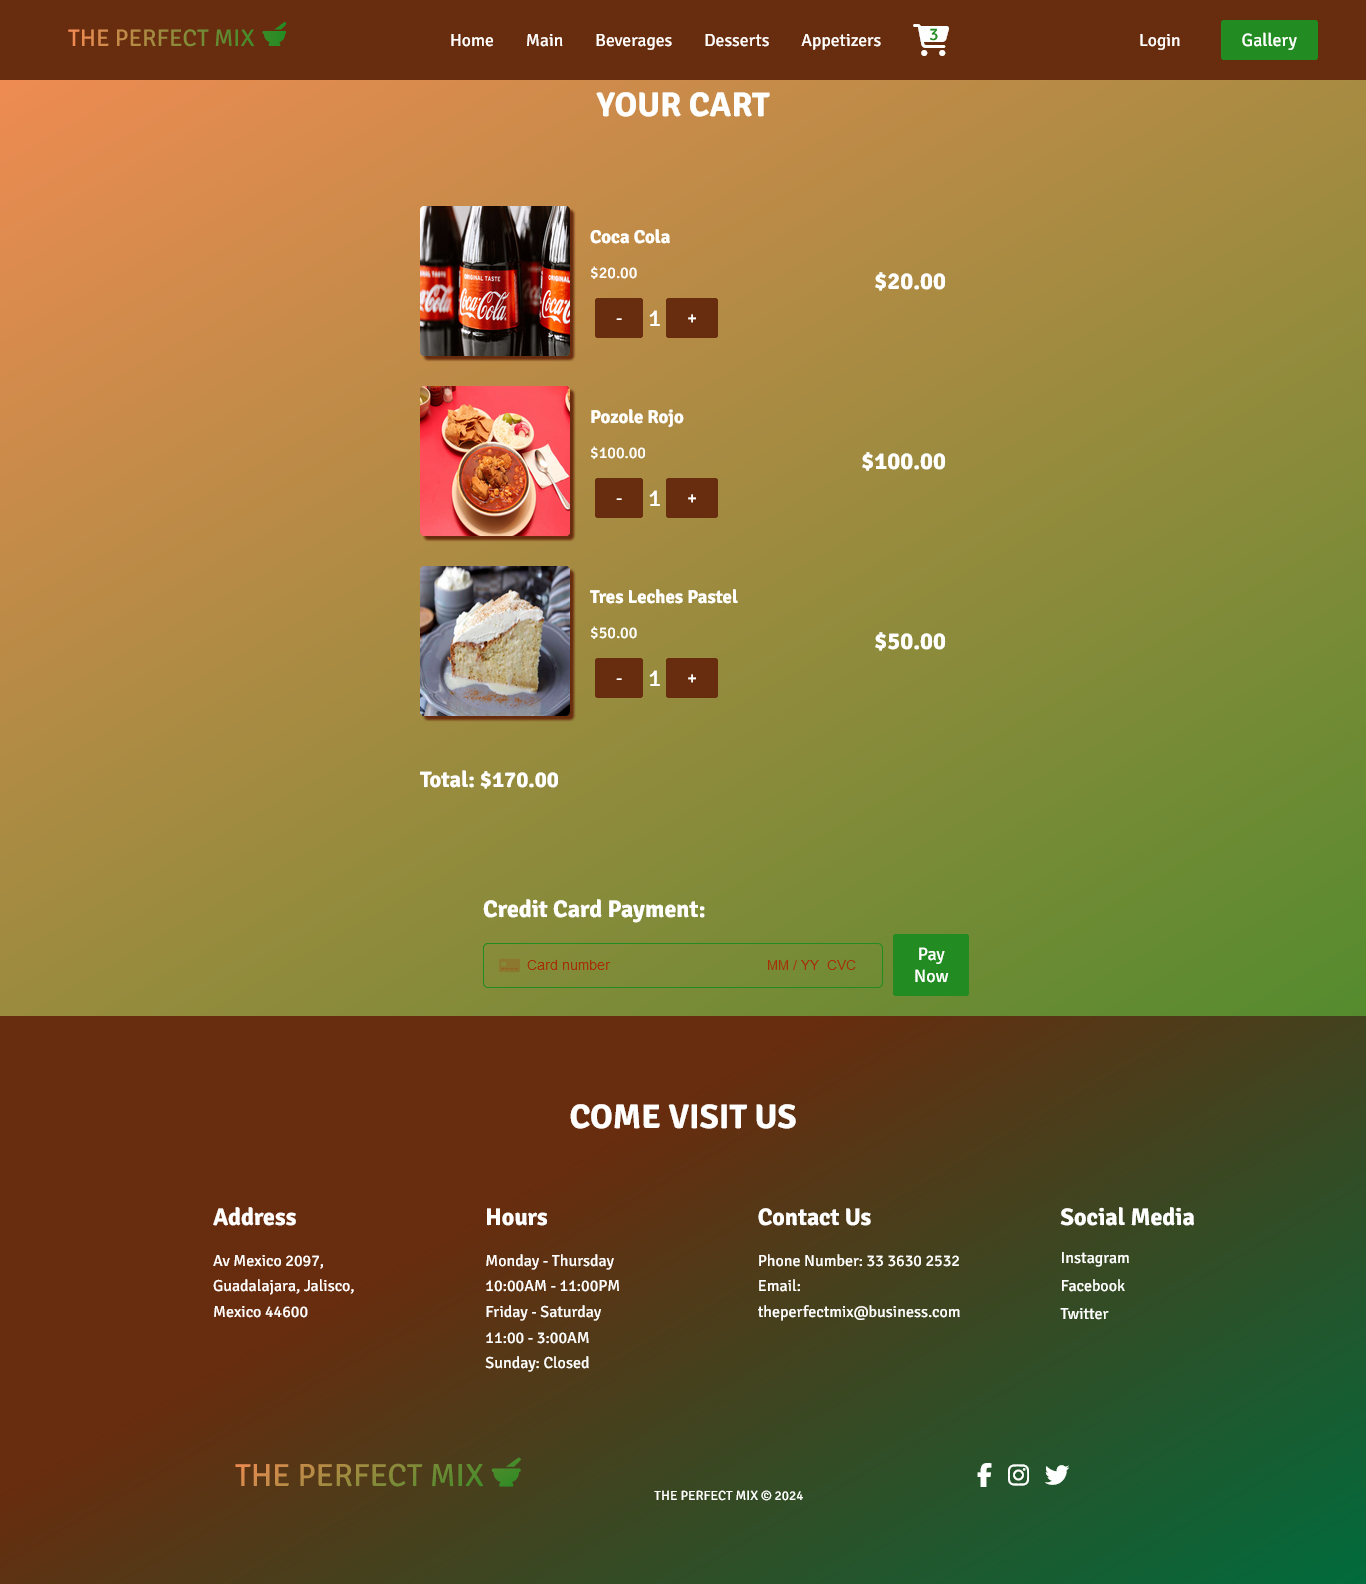 THE PERFECT MIX
Home Main Beverages Desserts Appetizers 3 Login Gallery
YOUR CART
ORIGINAL TASTE
Coca-Cola
Coca Cola
$20.00
- 1 +
$20.00
Pozole Rojo
$100.00
- 1 +
$100.00
Tres Leches Pastel
$50.00
- 1 +
$50.00
Total: $170.00
Credit Card Payment:
Card number MM / YY CVC
Pay
Now
COME VISIT US
Address
Av Mexico 2097,
Guadalajara, Jalisco,
Mexico 44600
Hours
Monday - Thursday
10:00AM - 11:00PM
Friday - Saturday
11:00 - 3:00AM
Sunday: Closed
Contact Us
Phone Number: 33 3630 2532
Email:
theperfectmix@business.com
Social Media
Instagram
Facebook
Twitter
THE PERFECT MIX
THE PERFECT MIX © 2024